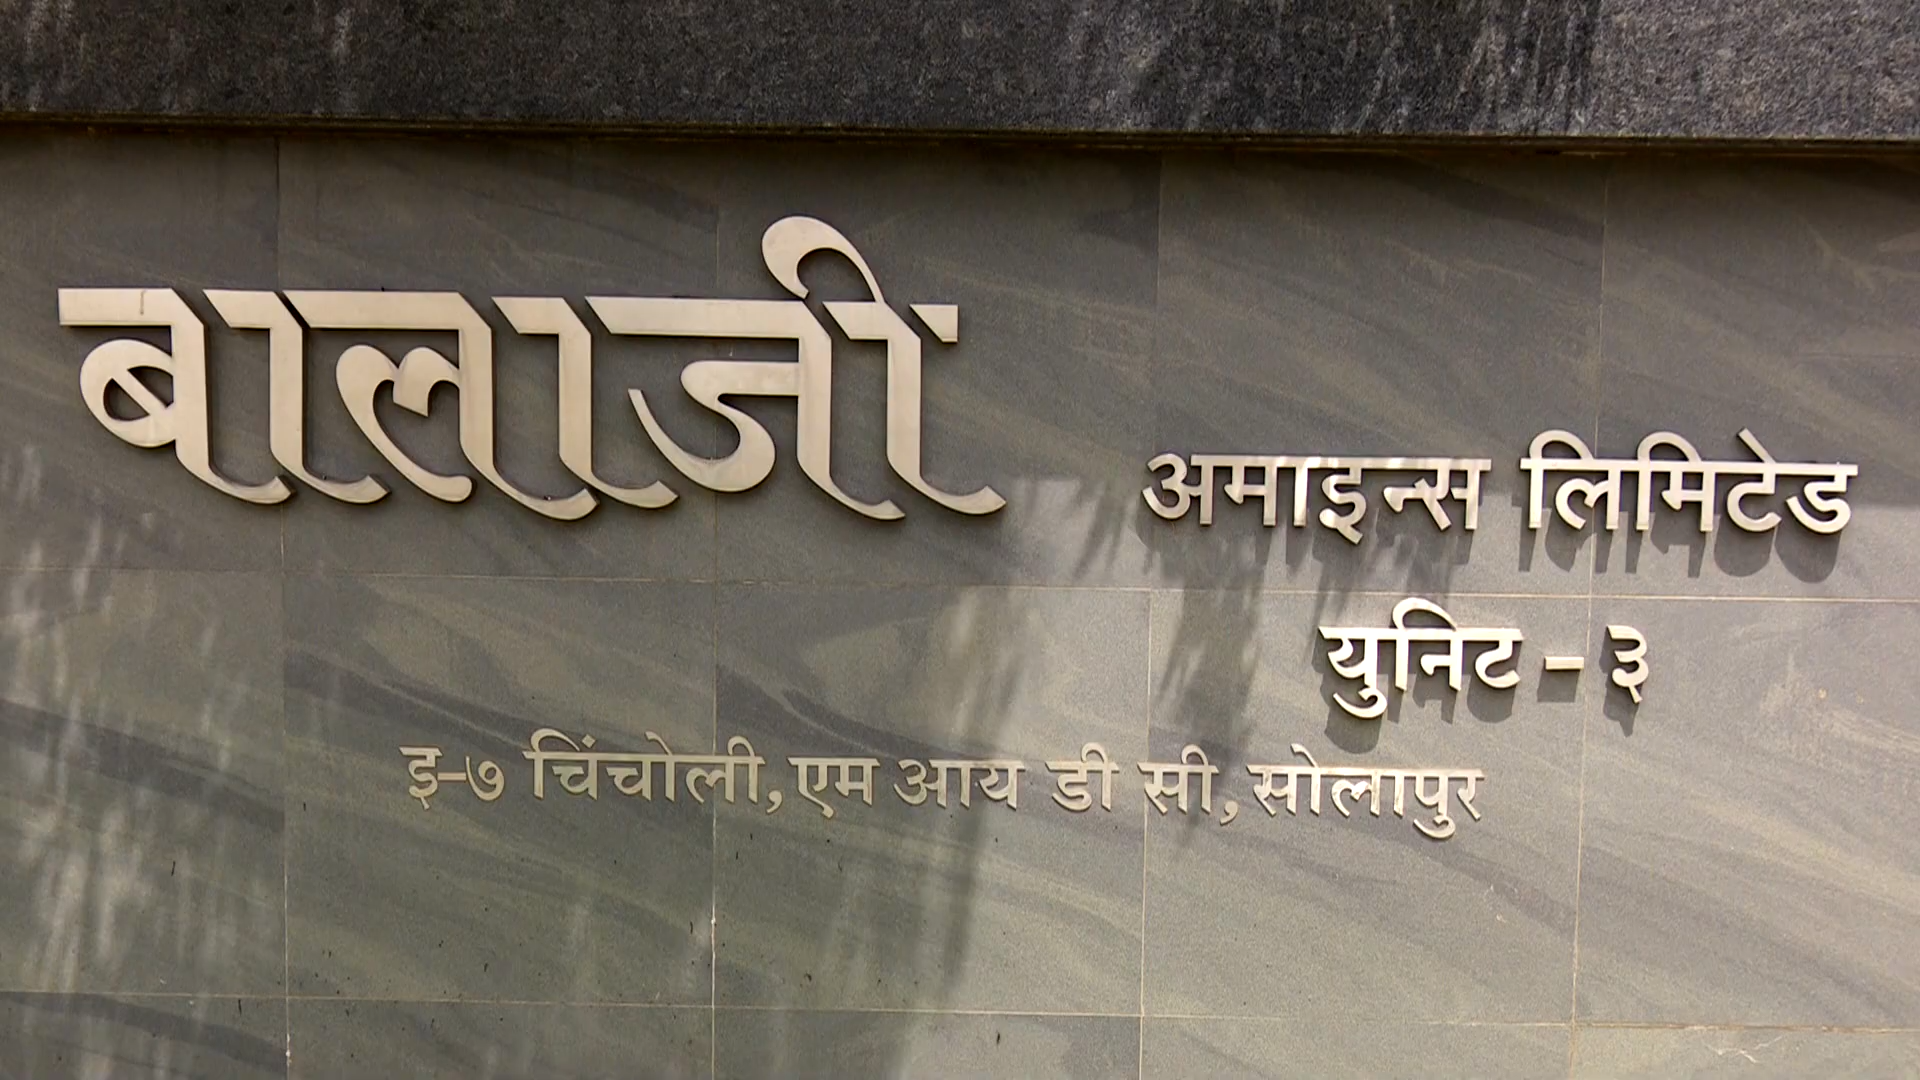 बालाजी अमाइन्स लिमिटेड
युनिट - ३
इ-७ चिंचोली, एम आय डी सी, सोलापुर